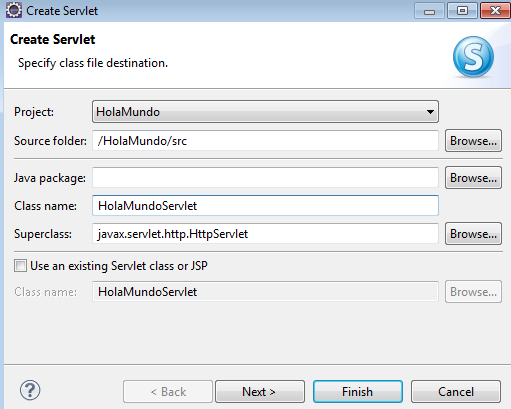 Create Servlet
Create Servlet
Specify class file destination.
S
Project: HolaMundo
Source folder: /HolaMundo/src Browse...
Java package: Browse...
Class name: HolaMundoServlet
Superclass: javax.servlet.http.HttpServlet Browse...
Use an existing Servlet class or JSP
Class name: HolaMundoServlet Browse...
? < Back Next > Finish Cancel